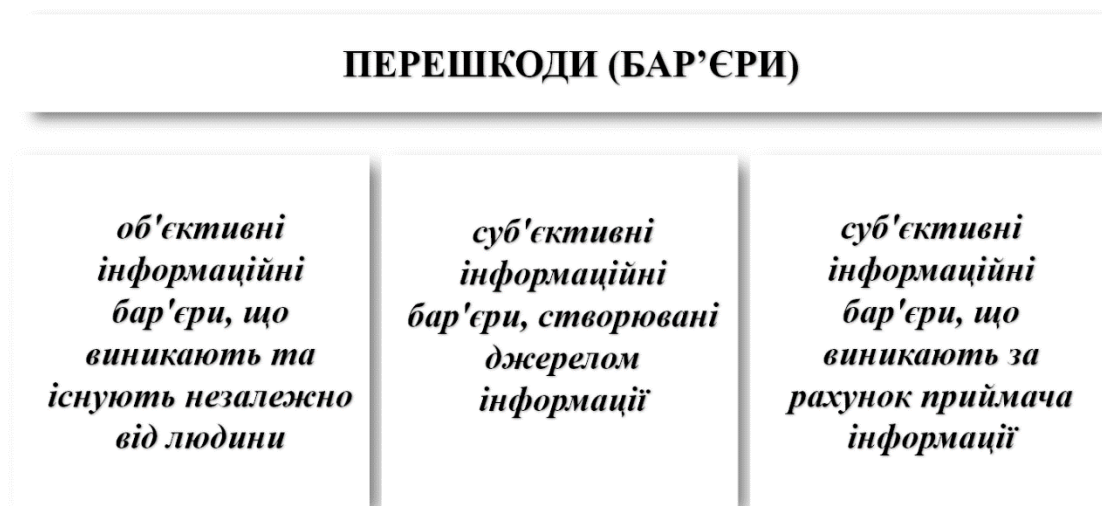 ПЕРЕШКОДИ (БАР’ЄРИ)
об'єктивні
інформаційні
бар'єри, що
виникають та
існують незалежно
від людини
суб'єктивні
інформаційні
бар'єри, створювані
джерелом
інформації
суб'єктивні
інформаційні
бар'єри, що
виникають за
рахунок приймача
інформації